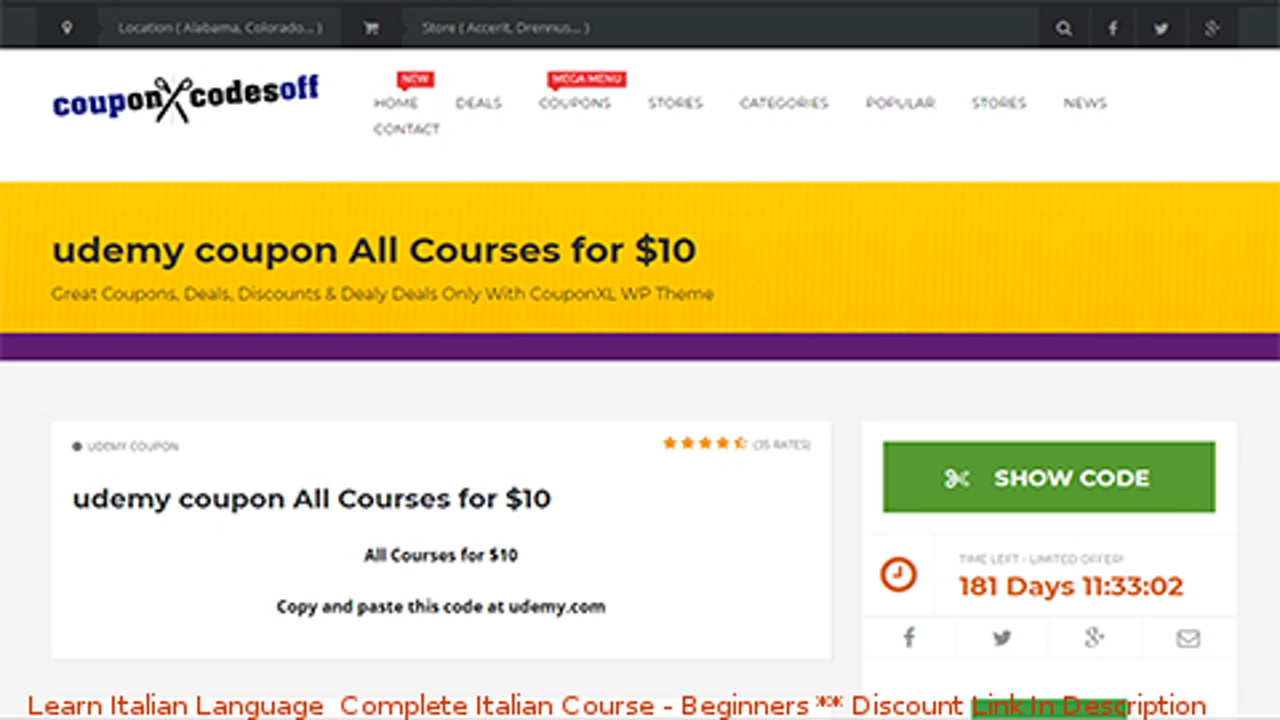 Location ( Alabama, Colorado... ) Store ( Accent, Drennus... )
NEW MEGA MENU
couponXcodesoff
HOME DEALS COUPONS STORES CATEGORIES POPULAR STORES NEWS
CONTACT
udemy coupon All Courses for $10
Great Coupons, Deals, Discounts & Dealy Deals Only With CouponXL WP Theme
UDEMY COUPON (35 RATES)
SHOW CODE
udemy coupon All Courses for $10
All Courses for $10
TIME LEFT - LIMITED OFFER!
181 Days 11:33:02
Copy and paste this code at udemy.com
Learn Italian Language Complete Italian Course - Beginners ** Discount Link In Description